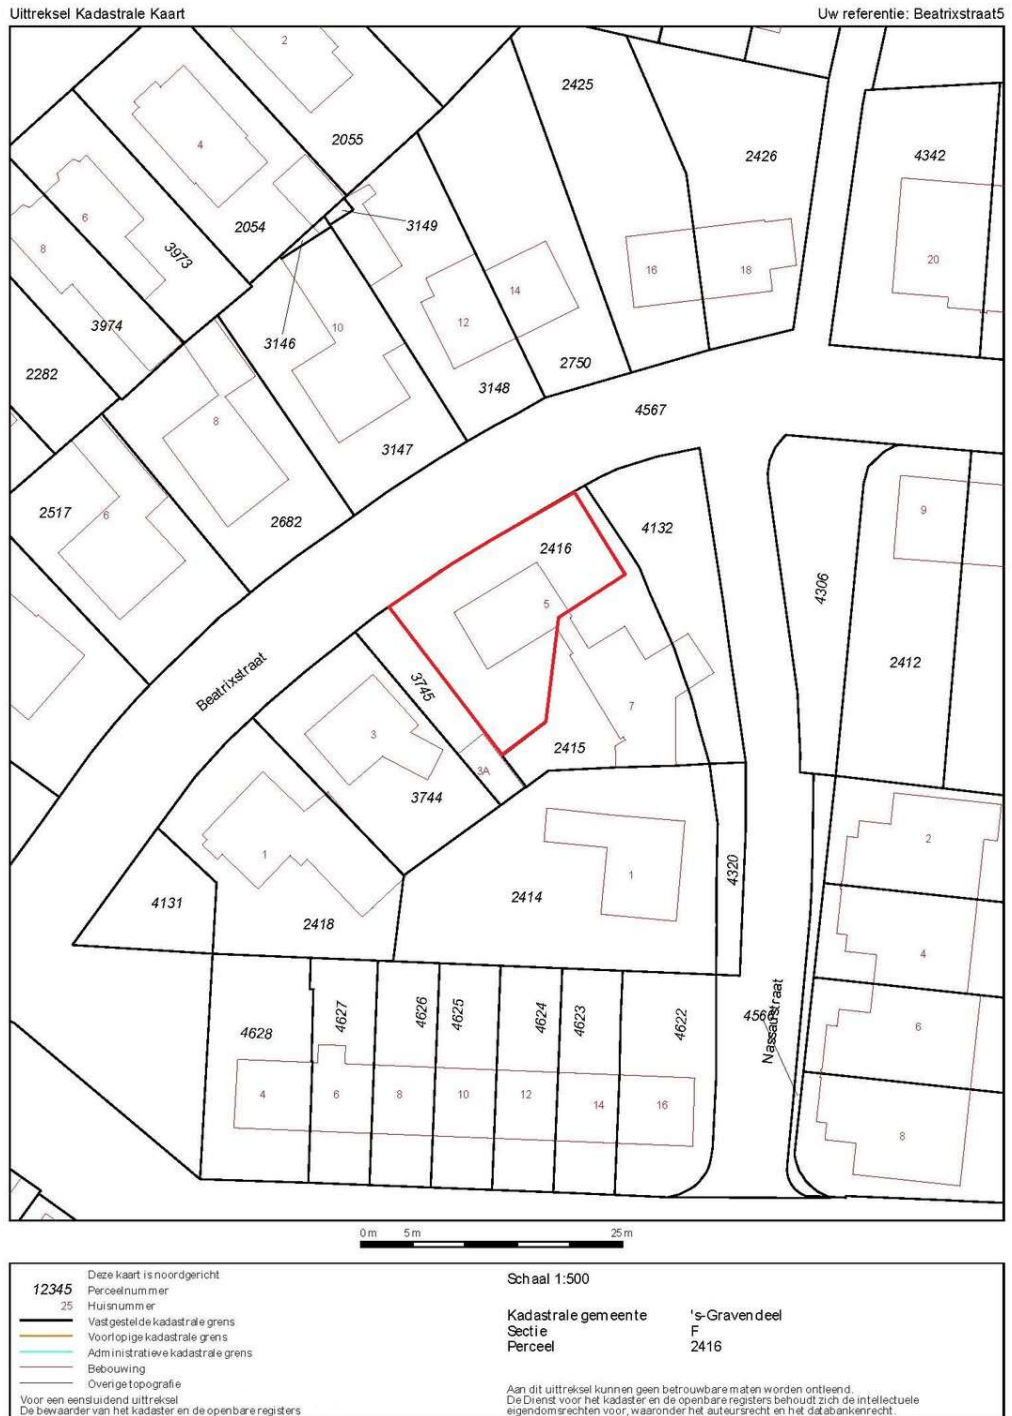 Uittreksel Kadastrale Kaart
Uw referentie: Beatrixstraat5
2
2425
4
2055
2426
4342
6
2054
3149
8
3973
16
18
20
14
3974
10
12
3146
2282
3148
2750
8
4567
3147
2517
6
2682
9
2416
4132
5
4306
Beatrixstraat
3745
2412
3
7
2415
3A
3744
2
1
1
4320
4131
2414
2418
4
4628
4627
4626
4625
4624
4623
4622
Nassaustraat
6
4
6
8
10
12
14
16
8
0 m 5 m 25 m
Deze kaart is noordgericht
12345 Perceelnummer
25 Huisnummer
Vastgestelde kadastrale grens
Voorlopige kadastrale grens
Administratieve kadastrale grens
Bebouwing
Overige topografie
Voor een eensluidend uittreksel
De bewaarder van het kadaster en de openbare registers
Schaal 1:500
Kadastrale gemeente 's-Gravendeel
Sectie F
Perceel 2416
Aan dit uittreksel kunnen geen betrouwbare maten worden ontleend.
De Dienst voor het kadaster en de openbare registers behoudt zich de intellectuele
eigendomsrechten voor, waaronder het auteursrecht en het databankenrecht.